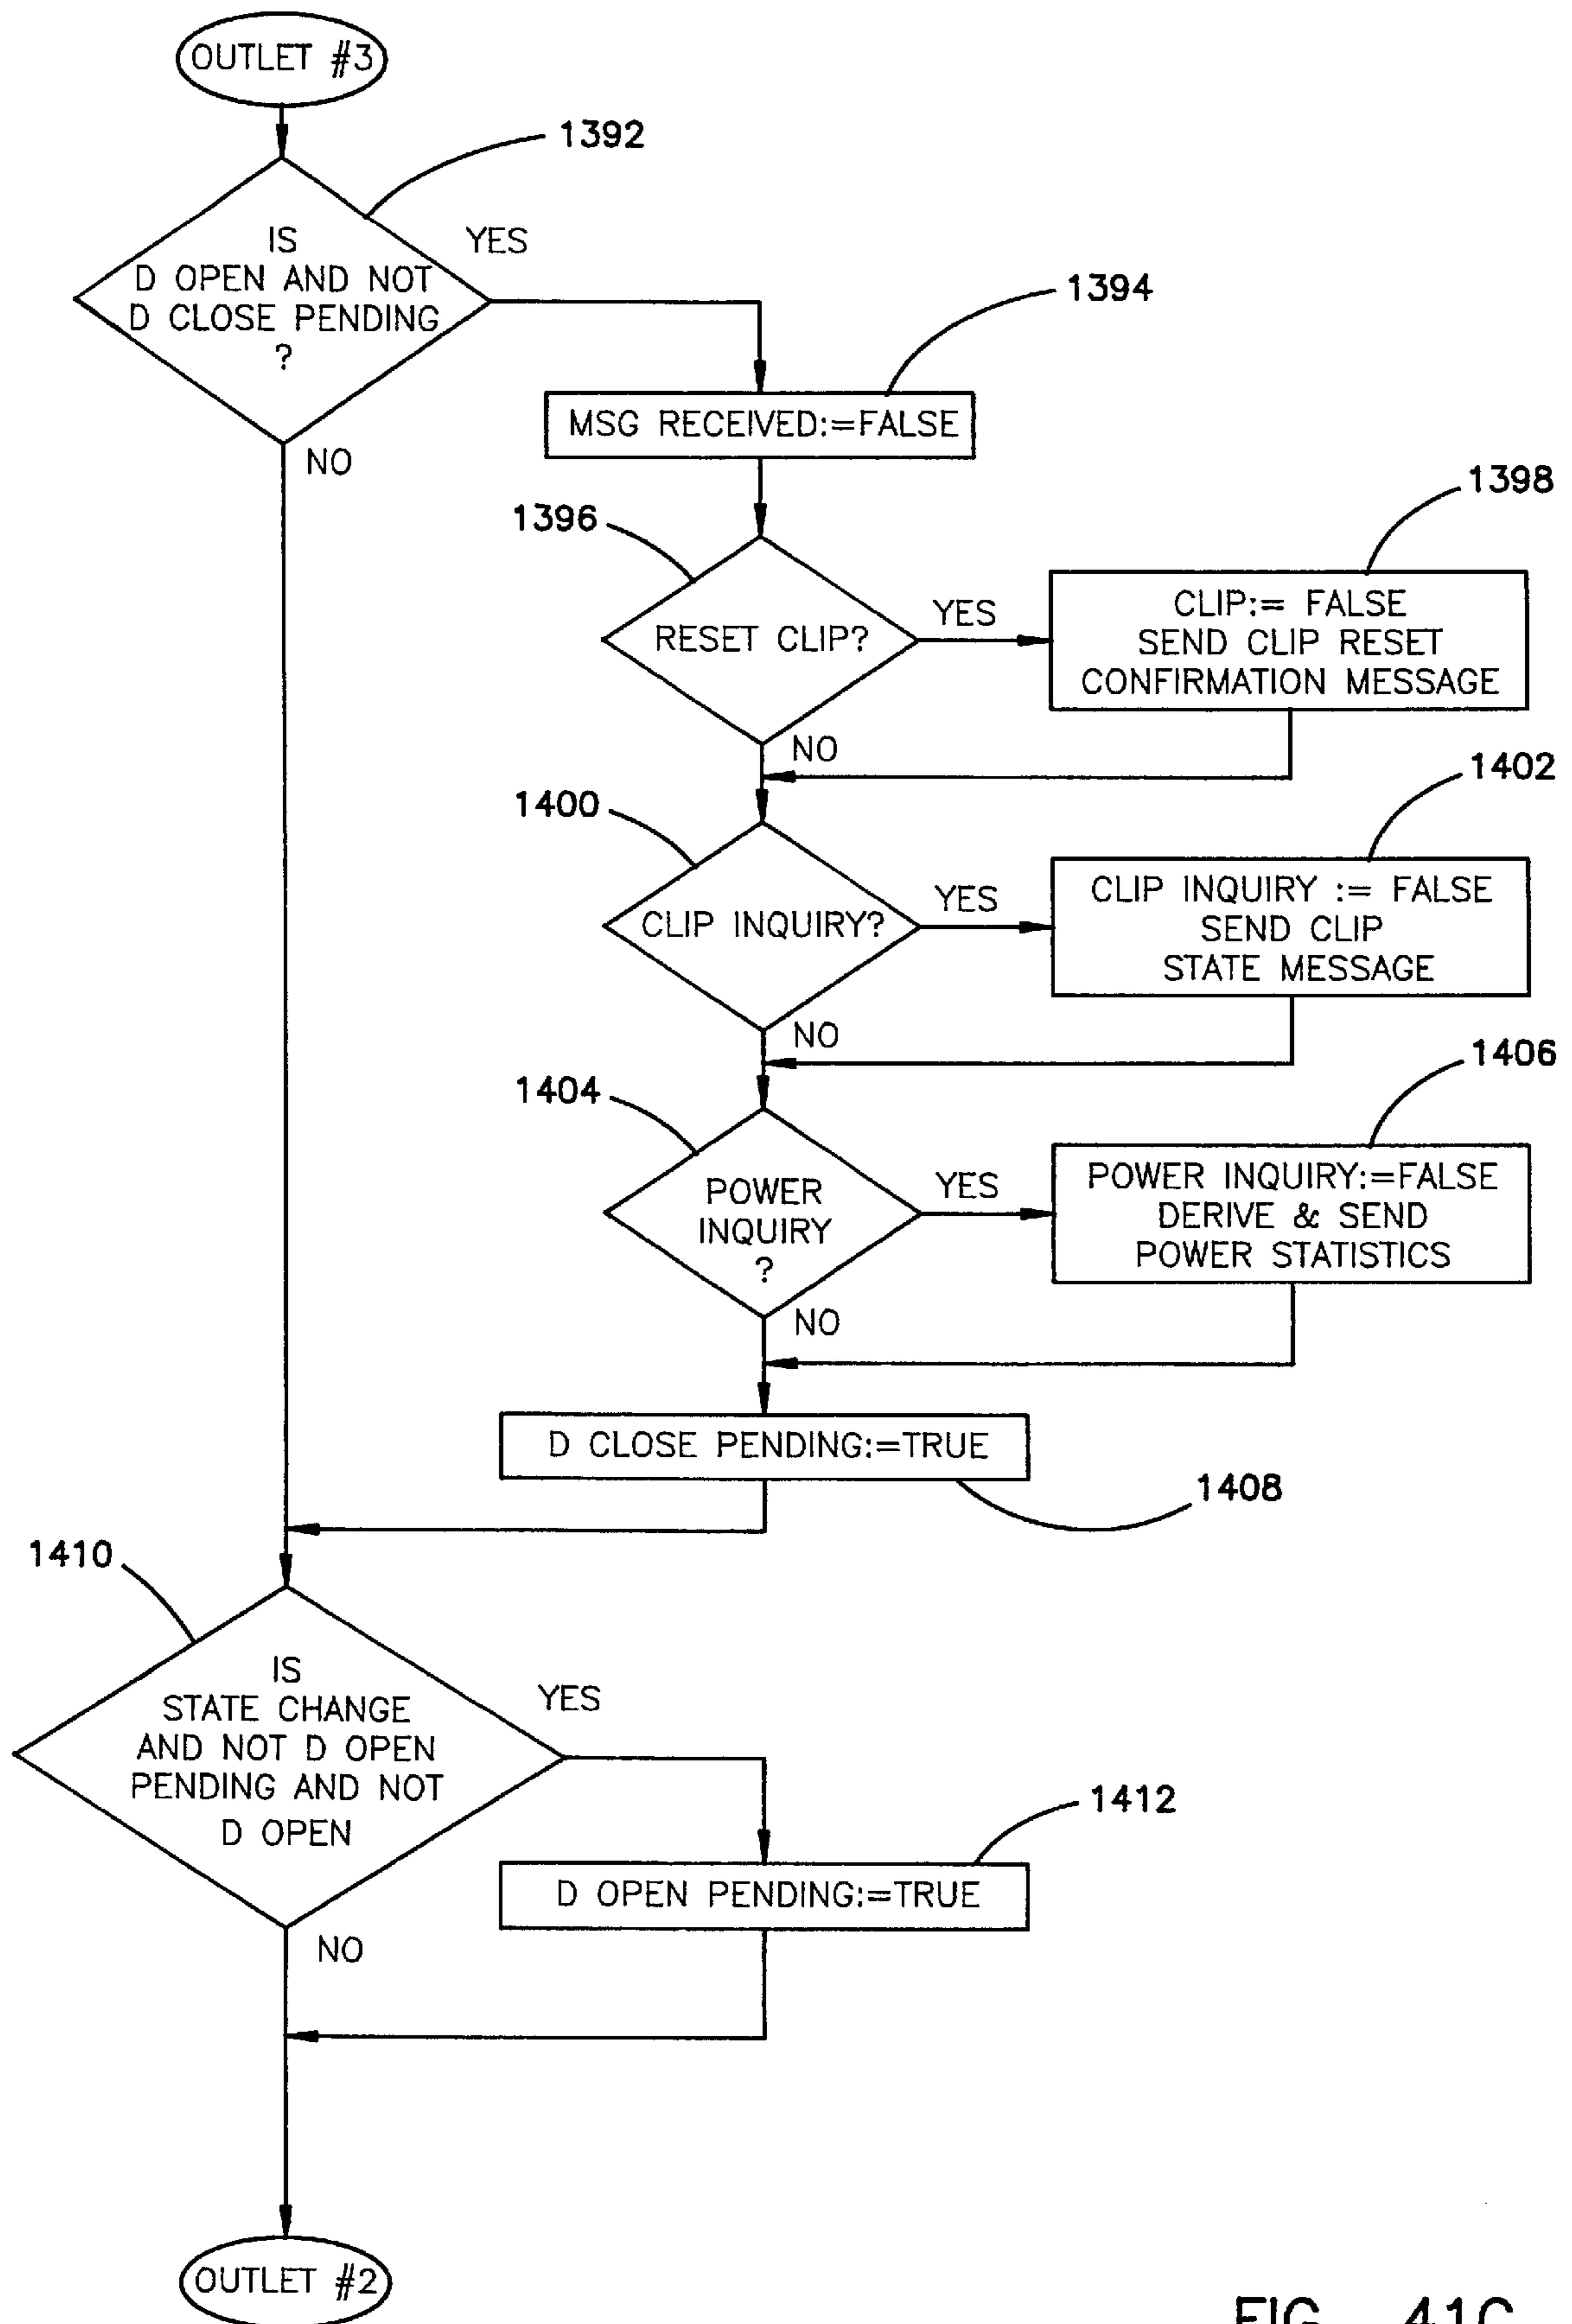 OUTLET #3
1392
IS
D OPEN AND NOT
D CLOSE PENDING
?
YES
NO
1394
MSG RECEIVED:=FALSE
1396
RESET CLIP?
YES
NO
1398
CLIP:= FALSE
SEND CLIP RESET
CONFIRMATION MESSAGE
1400
CLIP INQUIRY?
YES
NO
1402
CLIP INQUIRY := FALSE
SEND CLIP
STATE MESSAGE
1404
POWER
INQUIRY
?
YES
NO
1406
POWER INQUIRY:=FALSE
DERIVE & SEND
POWER STATISTICS
D CLOSE PENDING:=TRUE
1408
1410
IS
STATE CHANGE
AND NOT D OPEN
PENDING AND NOT
D OPEN
YES
NO
1412
D OPEN PENDING:=TRUE
OUTLET #2
FIG. 41C